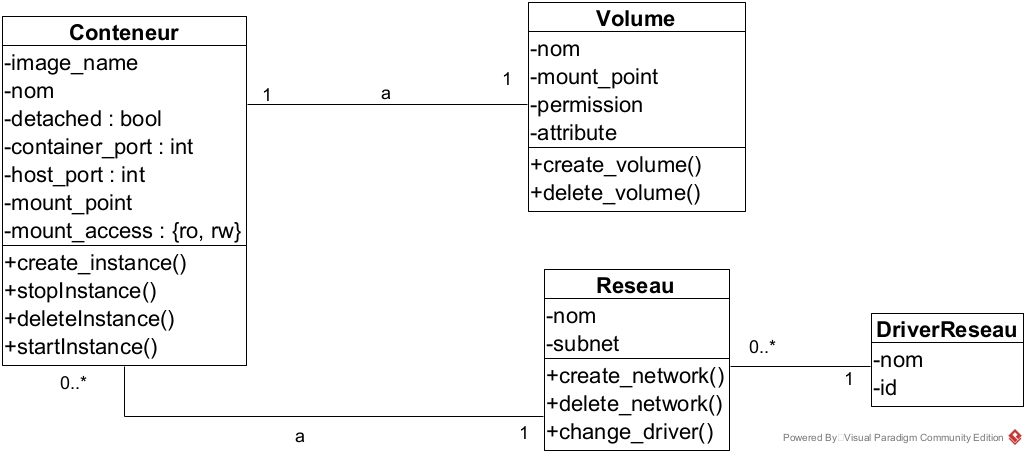 Conteneur
-image_name
-nom
-detached : bool
-container_port : int
-host_port : int
-mount_point
-mount_access : {ro, rw}
+create_instance()
+stopInstance()
+deleteInstance()
+startInstance()
1
a
1
Volume
-nom
-mount_point
-permission
-attribute
+create_volume()
+delete_volume()
0..*
a
1
Reseau
-nom
-subnet
+create_network()
+delete_network()
+change_driver()
0..*
1
DriverReseau
-nom
-id
Powered By Visual Paradigm Community Edition